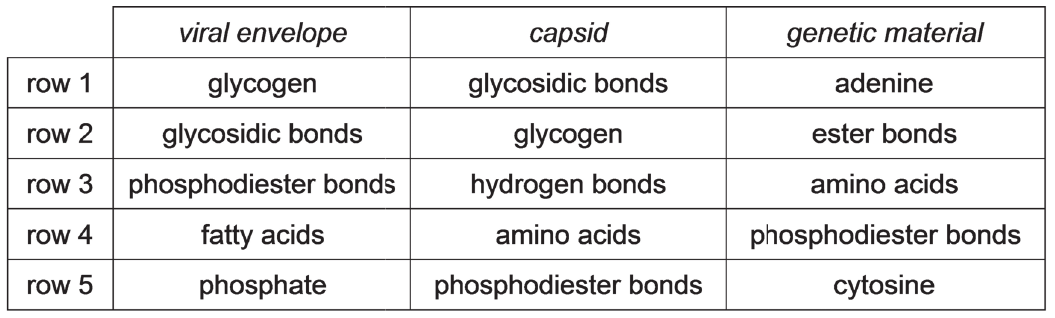 viral envelope capsid genetic material
row 1 glycogen glycosidic bonds adenine
row 2 glycosidic bonds glycogen ester bonds
row 3 phosphodiester bonds hydrogen bonds amino acids
row 4 fatty acids amino acids phosphodiester bonds
row 5 phosphate phosphodiester bonds cytosine